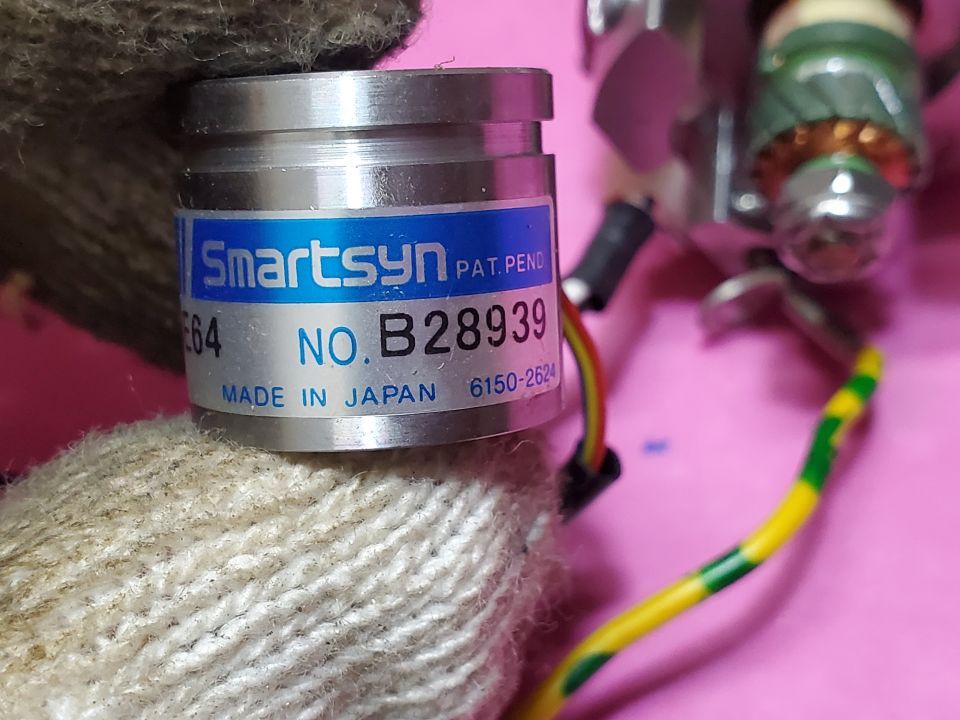 Smartsyn PAT. PEND
E64 NO. B28939
MADE IN JAPAN 6150-2624